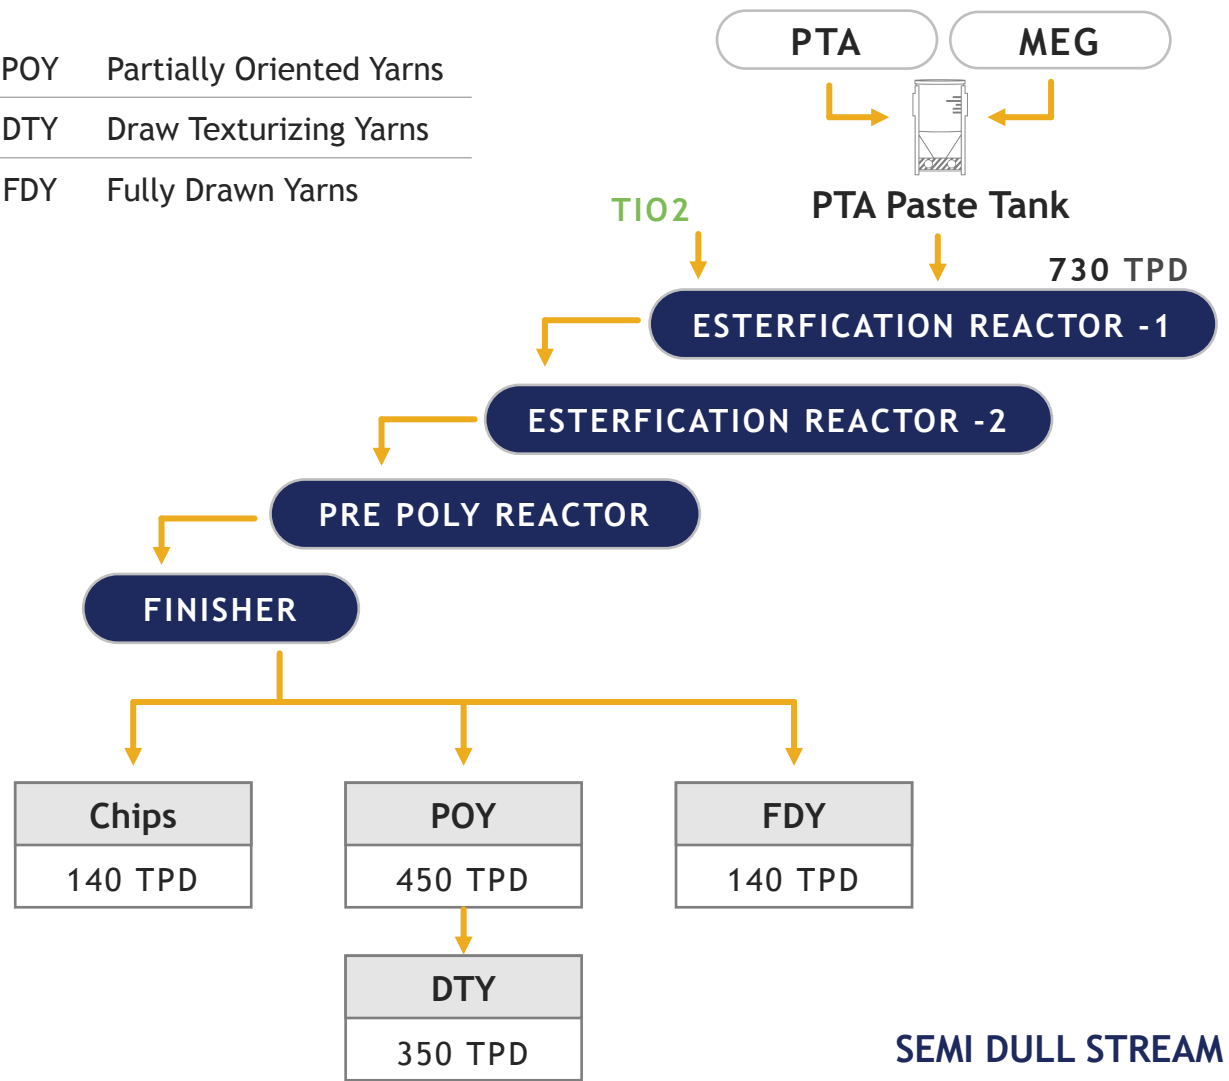 PTA
MEG
POY Partially Oriented Yarns
DTY Draw Texturizing Yarns
FDY Fully Drawn Yarns
TIO2
PTA Paste Tank
730 TPD
ESTERFICATION REACTOR -1
ESTERFICATION REACTOR -2
PRE POLY REACTOR
FINISHER
Chips
140 TPD
POY
450 TPD
FDY
140 TPD
DTY
350 TPD
SEMI DULL STREAM